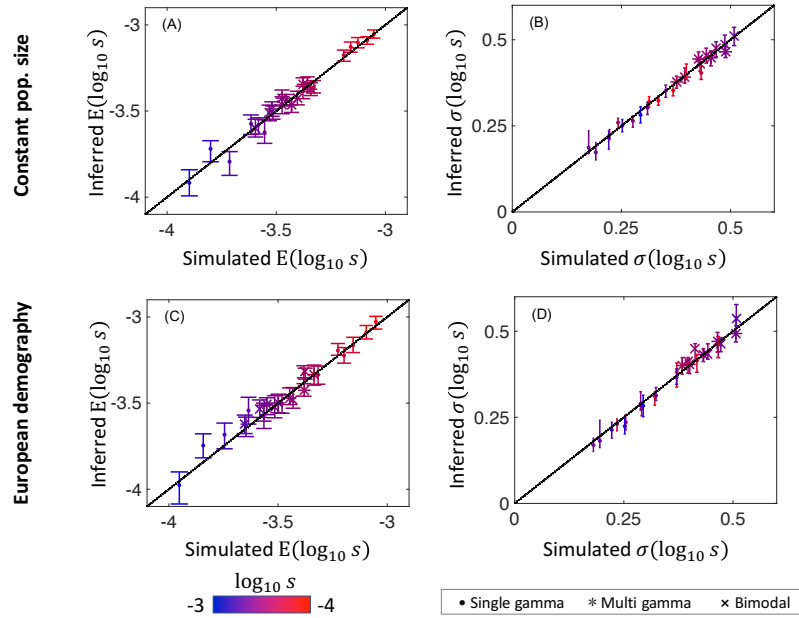 Constant pop. size
(A)
Inferred E(log₁₀ s)
-3
-3.5
-4
-4
-3.5
-3
Simulated E(log₁₀ s)
(B)
Inferred σ(log₁₀ s)
0.5
0.25
0
0
0.25
0.5
Simulated σ(log₁₀ s)
European demography
(C)
Inferred E(log₁₀ s)
-3
-3.5
-4
-4
-3.5
-3
Simulated E(log₁₀ s)
(D)
Inferred σ(log₁₀ s)
0.5
0.25
0
0
0.25
0.5
Simulated σ(log₁₀ s)
log₁₀ s
-3 -4
• Single gamma * Multi gamma × Bimodal